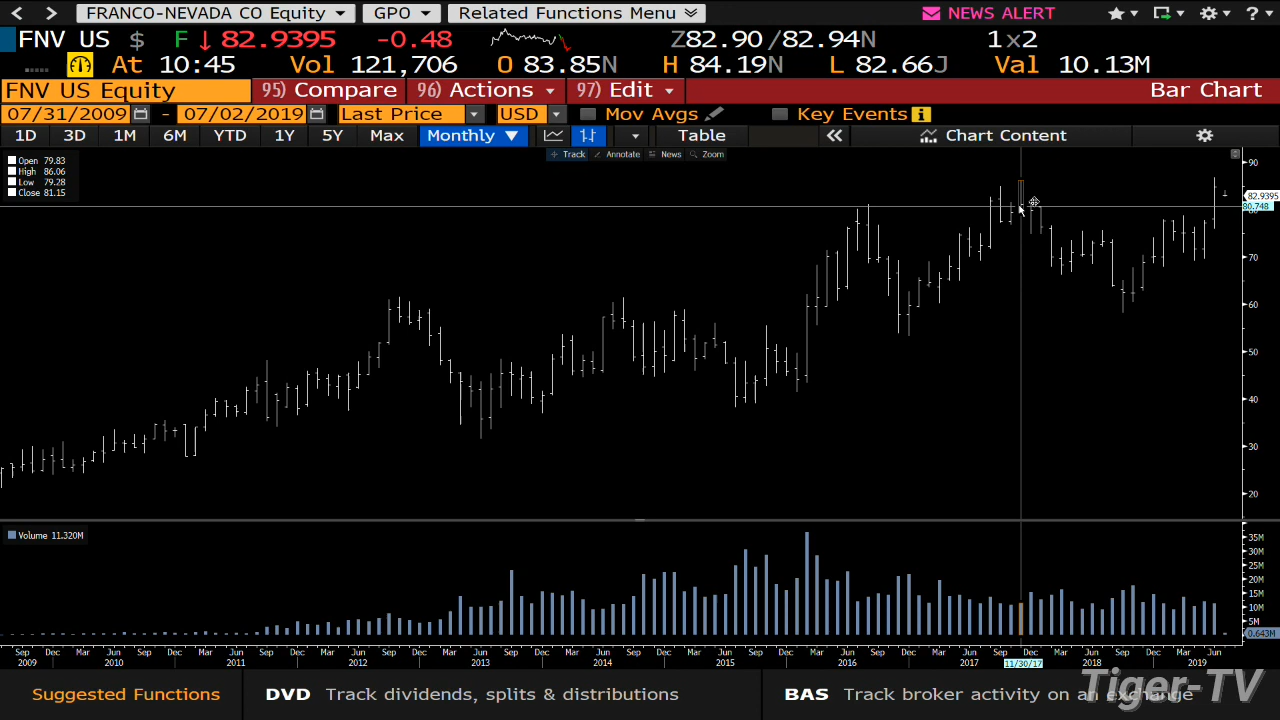 FRANCO-NEVADA CO Equity GPO Related Functions Menu NEWS ALERT ?
FNV US $ F ↓ 82.9395 -0.48 Z82.90 /82.94N 1x2
At 10:45 Vol 121,706 O 83.85N H 84.19N L 82.66J Val 10.13M
FNV US Equity 95) Compare 96) Actions 97) Edit Bar Chart
07/31/2009 - 07/02/2019 Last Price USD Mov Avgs Key Events i
1D 3D 1M 6M YTD 1Y 5Y Max Monthly ▼ Table « Chart Content
Track Annotate News Zoom
Open 79.83
High 86.06
Low 79.28
Close 81.15
90
82.9395
80.748
80
70
60
50
40
30
20
Volume 11.320M
35M
30M
25M
20M
15M
10M
5M
0.643M
Sep Dec Mar Jun Sep Dec Mar Jun Sep Dec Mar Jun Sep Dec Mar Jun Sep Dec Mar Jun Sep Dec Mar Jun Sep Dec Mar Jun Sep Dec Mar Jun Sep Dec Mar Jun Sep Dec Mar Jun
2009 2010 2011 2012 2013 2014 2015 2016 2017 11/30/17 2018 2019
Suggested Functions DVD Track dividends, splits & distributions BAS Track broker activity on an exchange
Tiger-TV